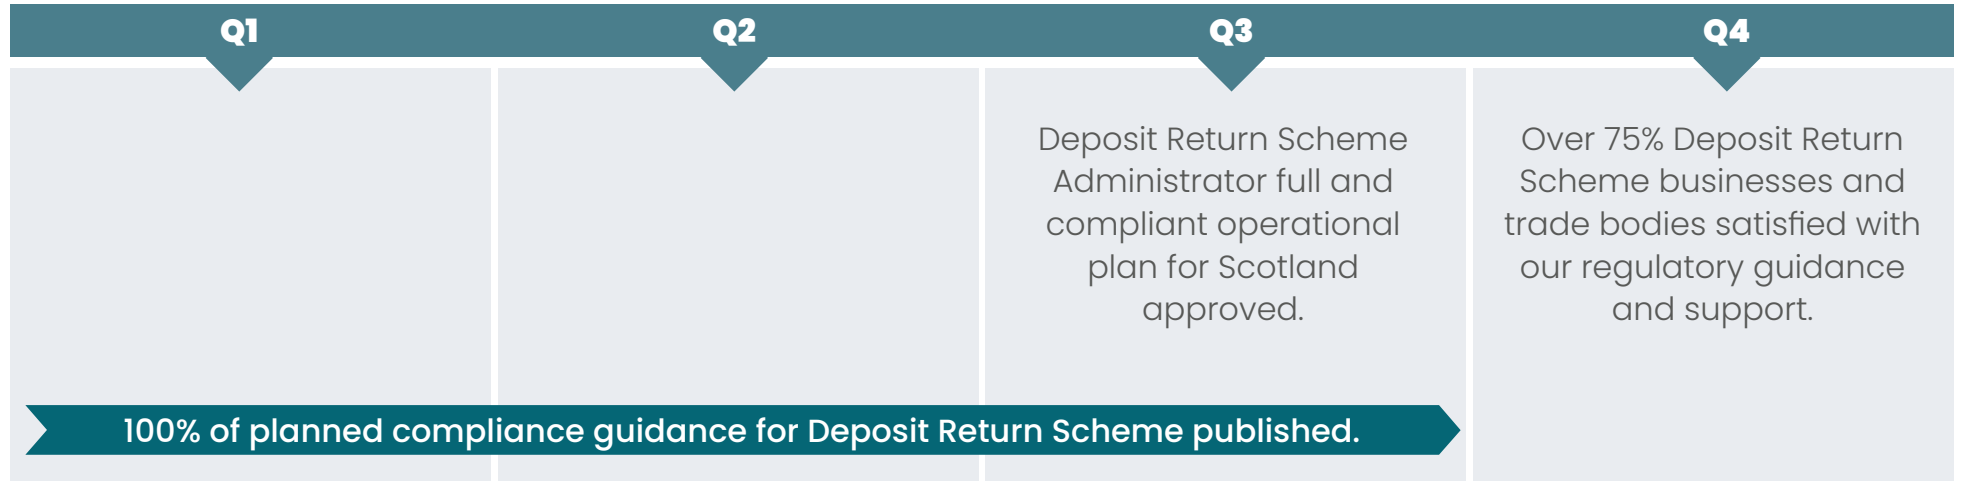 Q1
Q2
Q3
Q4
Deposit Return Scheme
Administrator full and
compliant operational
plan for Scotland
approved.
Over 75% Deposit Return
Scheme businesses and
trade bodies satisfied with
our regulatory guidance
and support.
100% of planned compliance guidance for Deposit Return Scheme published.